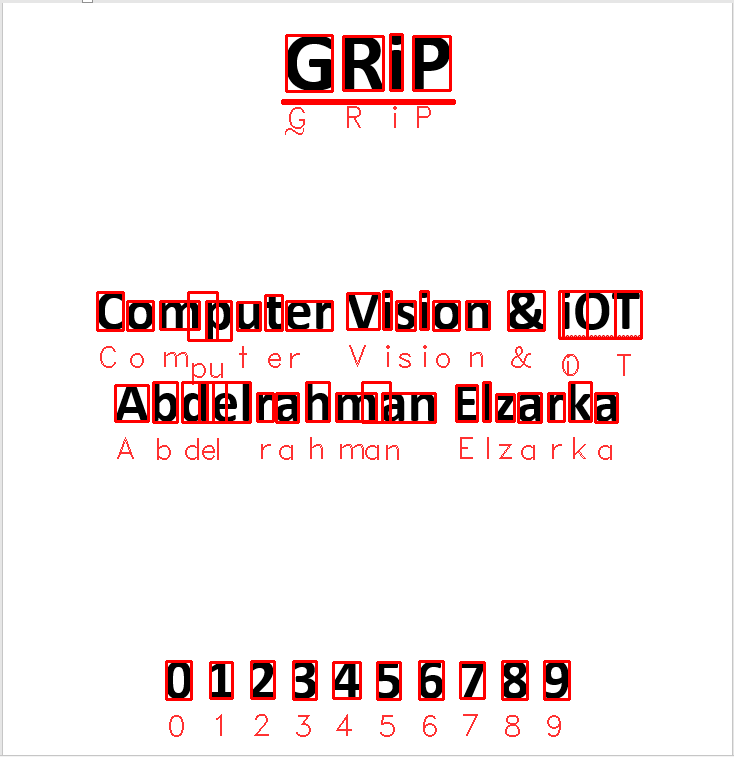 GRiP
~
G R i P
Computer Vision & iOT
C o m pu t e r V i s i o n & i O T
Abdelrahman Elzarka
A b del r a h man E l z a r k a
0 1 2 3 4 5 6 7 8 9
0 1 2 3 4 5 6 7 8 9